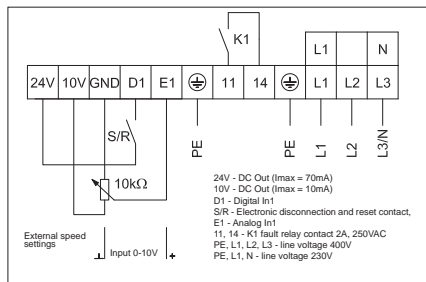 K1
L1 N
24V 10V GND D1 E1 11 14 L1 L2 L3
S/R
PE PE L1 L2 L3/N
10kΩ
24V - DC Out (Imax = 70mA)
10V - DC Out (Imax = 10mA)
D1 - Digital In1
S/R - Electronic disconnection and reset contact,
E1 - Analog In1
11, 14 - K1 fault relay contact 2A, 250VAC
PE, L1, L2, L3 - line voltage 400V
PE, L1, N - line voltage 230V
External speed
settings
Input 0-10V +